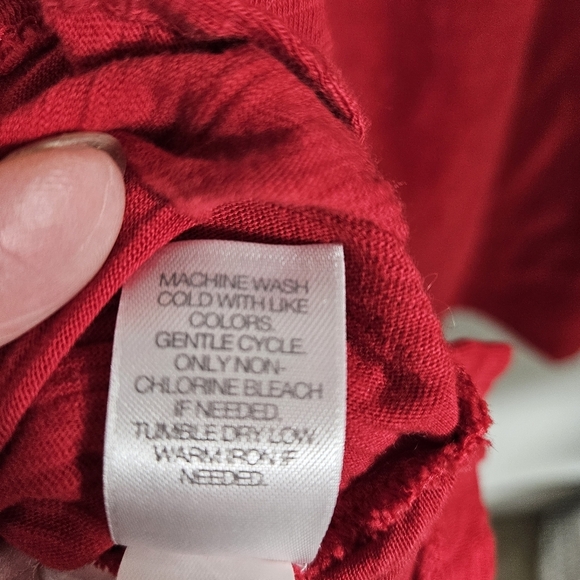 MACHINE WASH
COLD WITH LIKE
COLORS.
GENTLE CYCLE.
ONLY NON-
CHLORINE BLEACH
IF NEEDED.
TUMBLE DRY LOW.
WARM IRON IF
NEEDED.